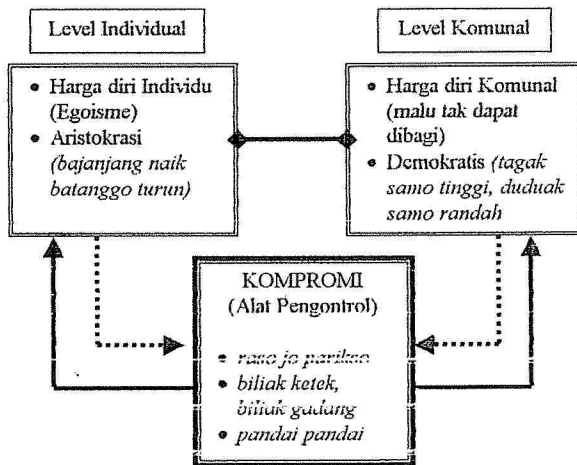 Level Individual
Level Komunal
• Harga diri Individu
(Egoisme)
• Aristokrasi
(bajanjang naik
batanggo turun)
• Harga diri Komunal
(malu tak dapat
dibagi)
• Demokratis (tagak
samo tinggi, duduak
samo randah
KOMPROMI
(Alat Pengontrol)
• raso jo parikso
• biliak ketek,
biliak gadang
• pandai pandai